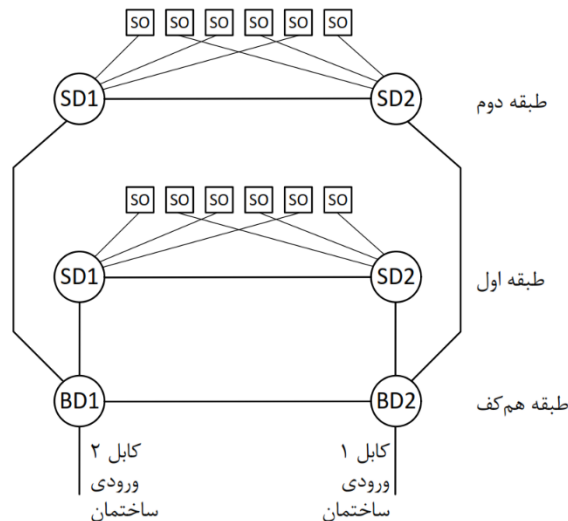 SO SO SO SO SO SO
SD1 SD2 طبقه دوم
SO SO SO SO SO SO
SD1 SD2 طبقه اول
BD1 BD2 طبقه هم‌کف
کابل ۱
ورودی
ساختمان
کابل ۲
ورودی
ساختمان